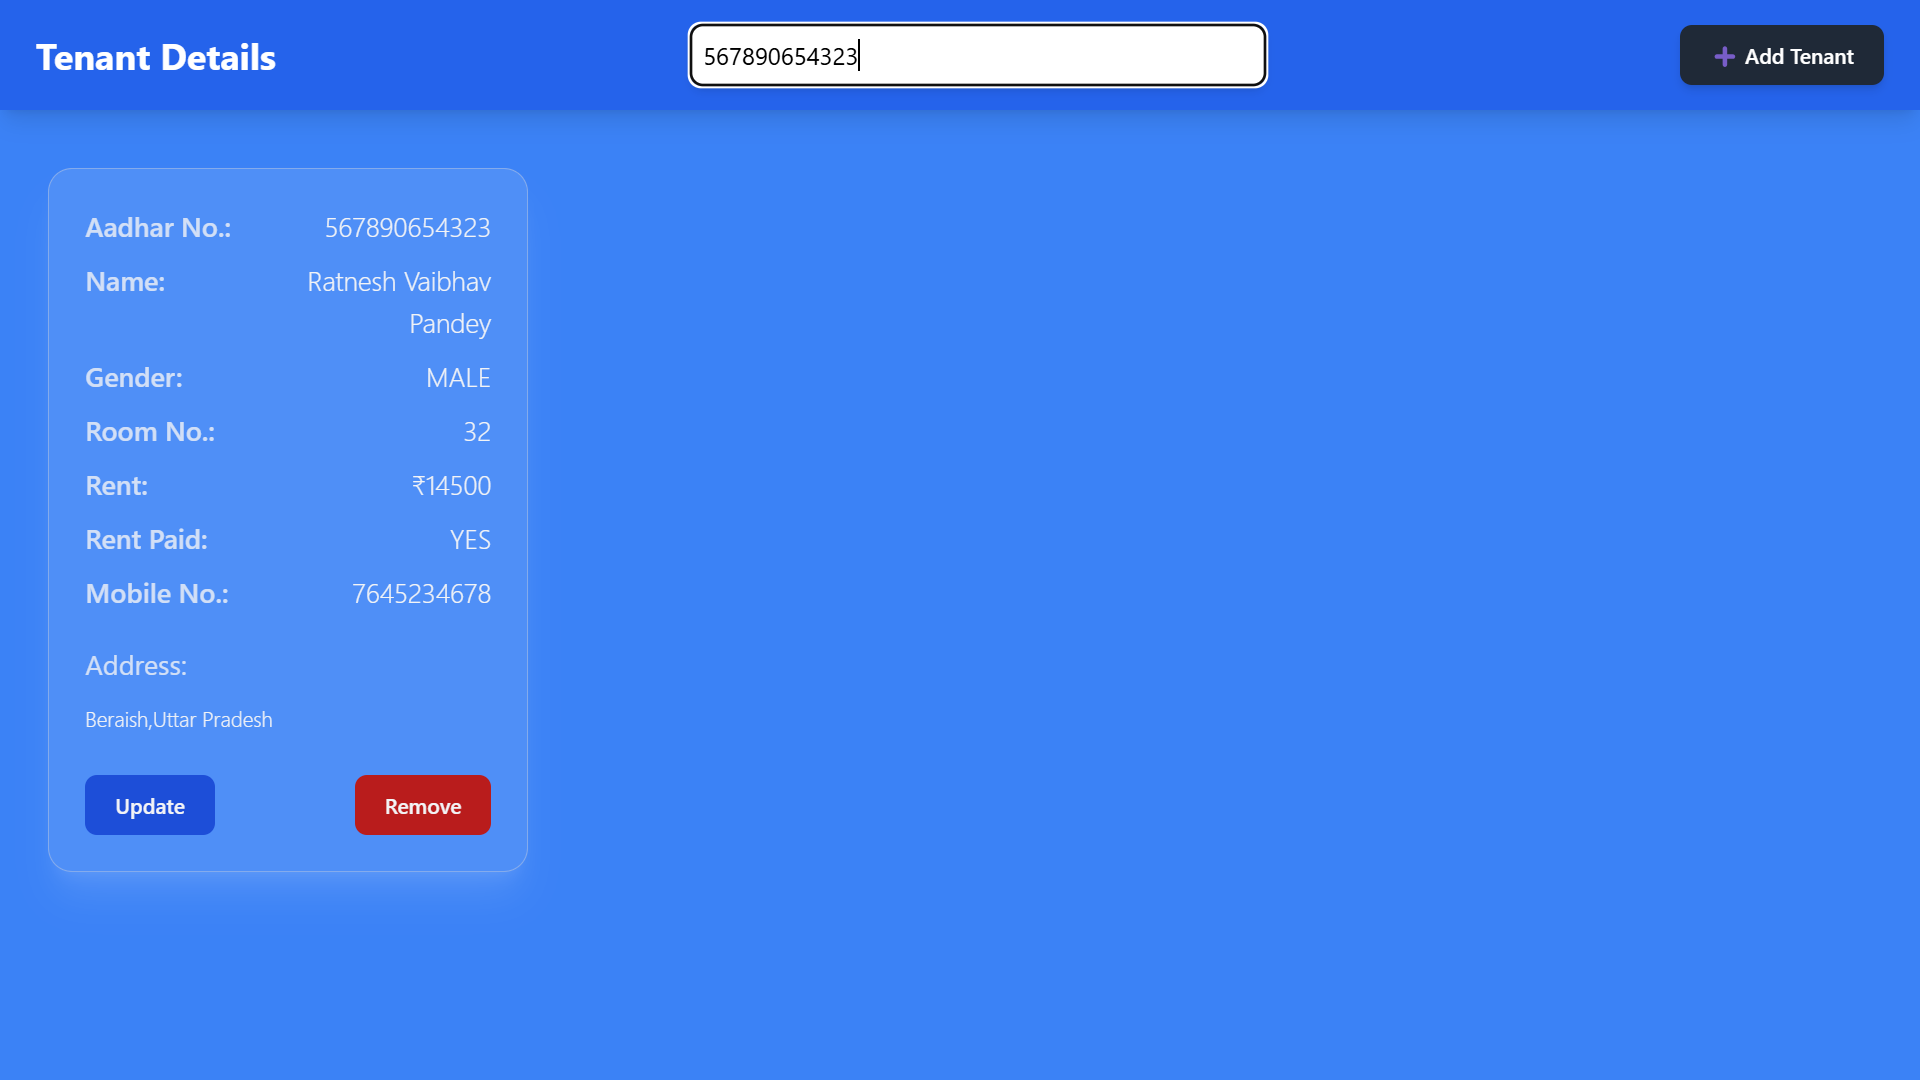 Tenant Details
567890654323
Add Tenant
Aadhar No.: 567890654323
Name: Ratnesh Vaibhav
Pandey
Gender: MALE
Room No.: 32
Rent: ₹14500
Rent Paid: YES
Mobile No.: 7645234678
Address:
Beraish,Uttar Pradesh
Update Remove